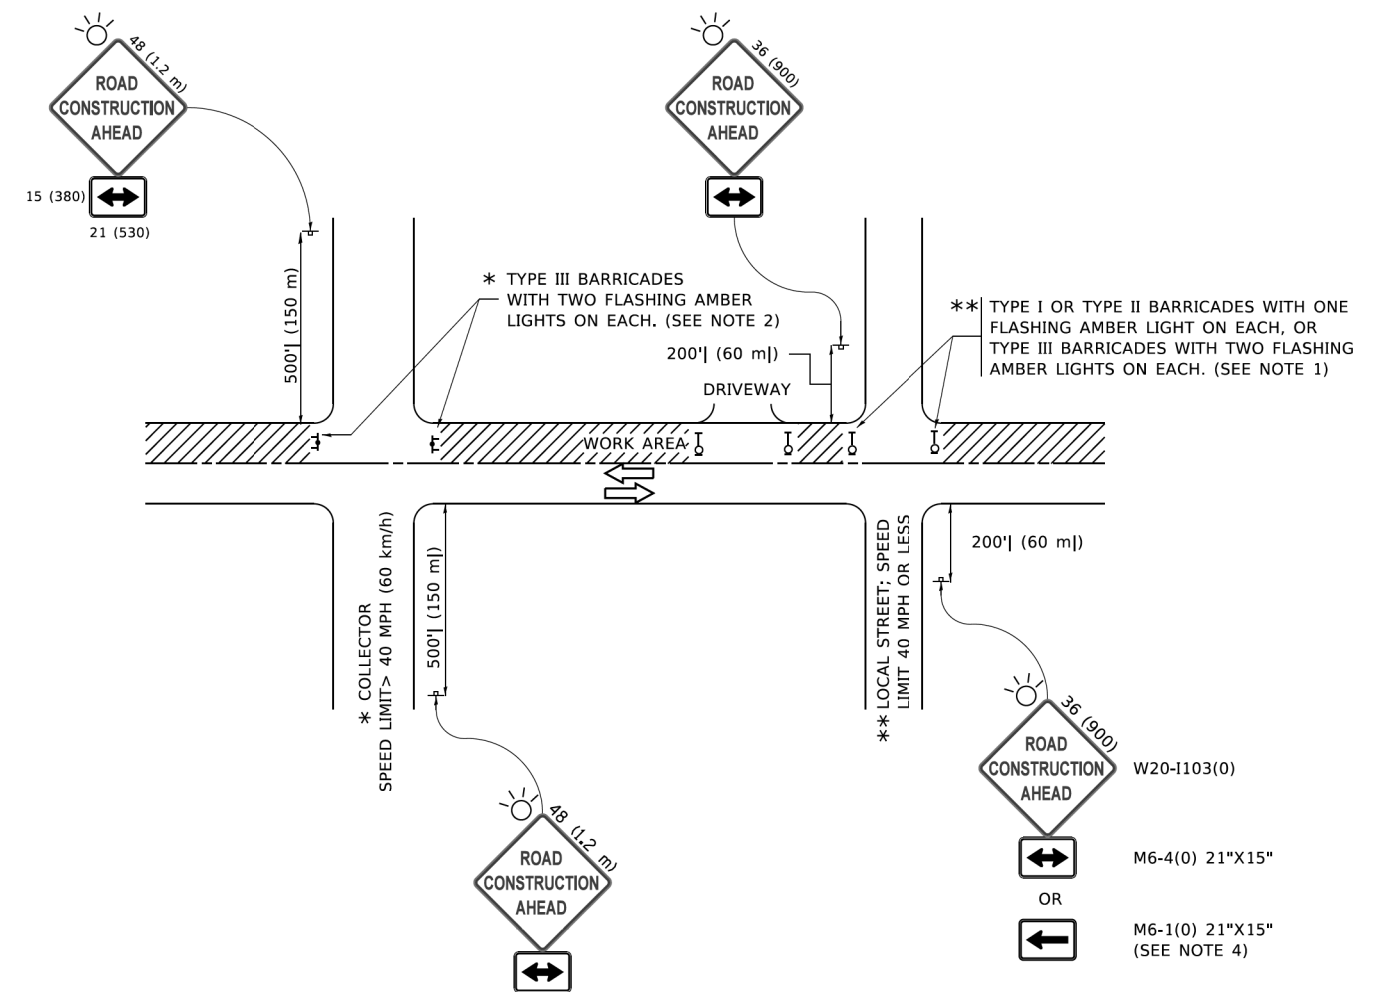 48 (1.2 m)
ROAD
CONSTRUCTION
AHEAD
15 (380)
21 (530)
36 (900)
ROAD
CONSTRUCTION
AHEAD
500'| (150 m)
* TYPE III BARRICADES
WITH TWO FLASHING AMBER
LIGHTS ON EACH. (SEE NOTE 2)
200'| (60 m|)
DRIVEWAY
** TYPE I OR TYPE II BARRICADES WITH ONE
FLASHING AMBER LIGHT ON EACH, OR
TYPE III BARRICADES WITH TWO FLASHING
AMBER LIGHTS ON EACH. (SEE NOTE 1)
WORK AREA
* COLLECTOR
SPEED LIMIT> 40 MPH (60 km/h)
500'| (150 m|)
** LOCAL STREET; SPEED
LIMIT 40 MPH OR LESS
200'| (60 m|)
48 (1.2 m)
ROAD
CONSTRUCTION
AHEAD
36 (900)
ROAD
CONSTRUCTION
AHEAD
W20-I103(0)
M6-4(0) 21"X15"
OR
M6-1(0) 21"X15"
(SEE NOTE 4)